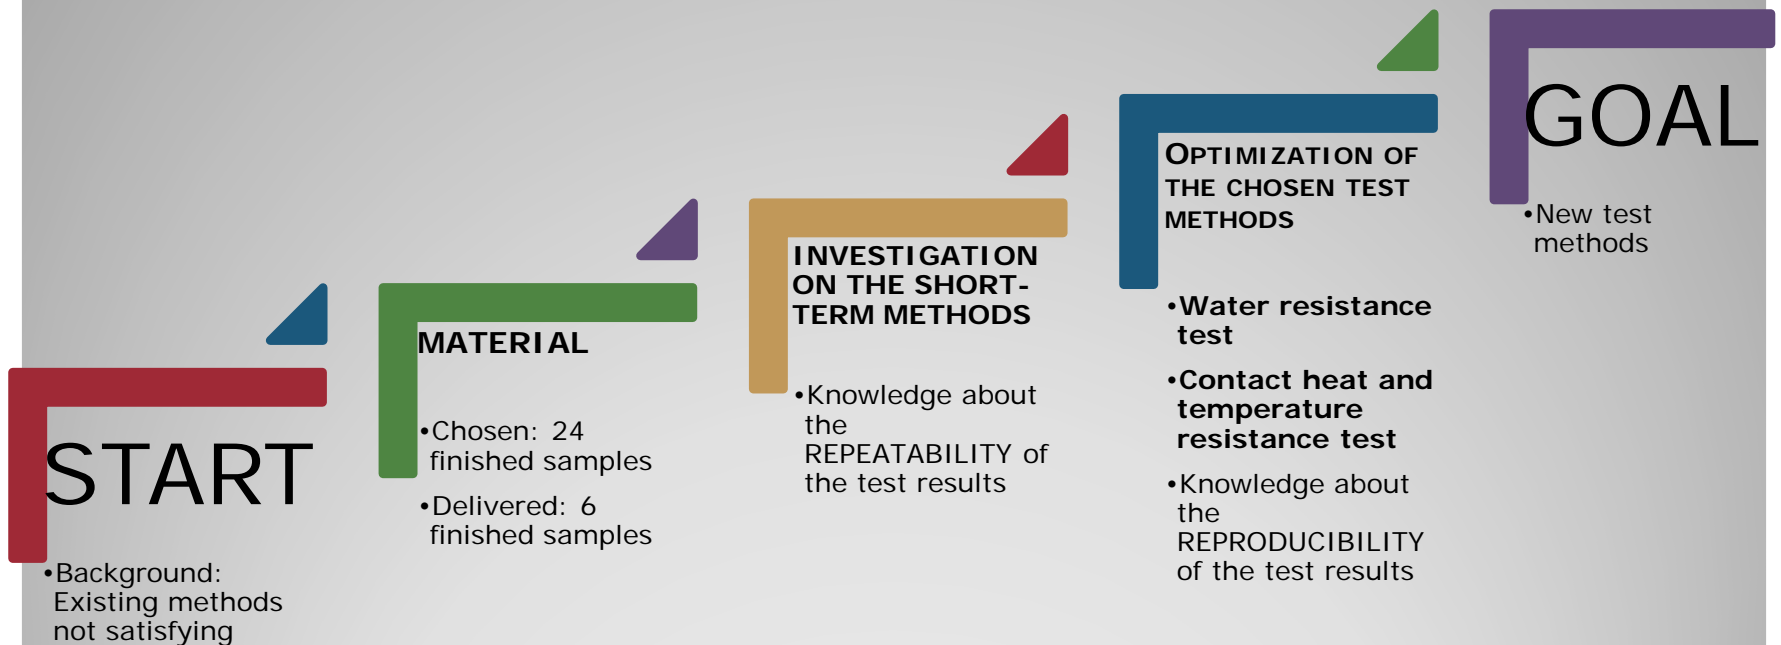 START
•Background:
Existing methods
not satisfying
MATERIAL
•Chosen: 24
finished samples
•Delivered: 6
finished samples
INVESTIGATION
ON THE SHORT-
TERM METHODS
•Knowledge about
the
REPEATABILITY of
the test results
OPTIMIZATION OF
THE CHOSEN TEST
METHODS
•Water resistance
test
•Contact heat and
temperature
resistance test
•Knowledge about
the
REPRODUCIBILITY
of the test results
GOAL
•New test
methods